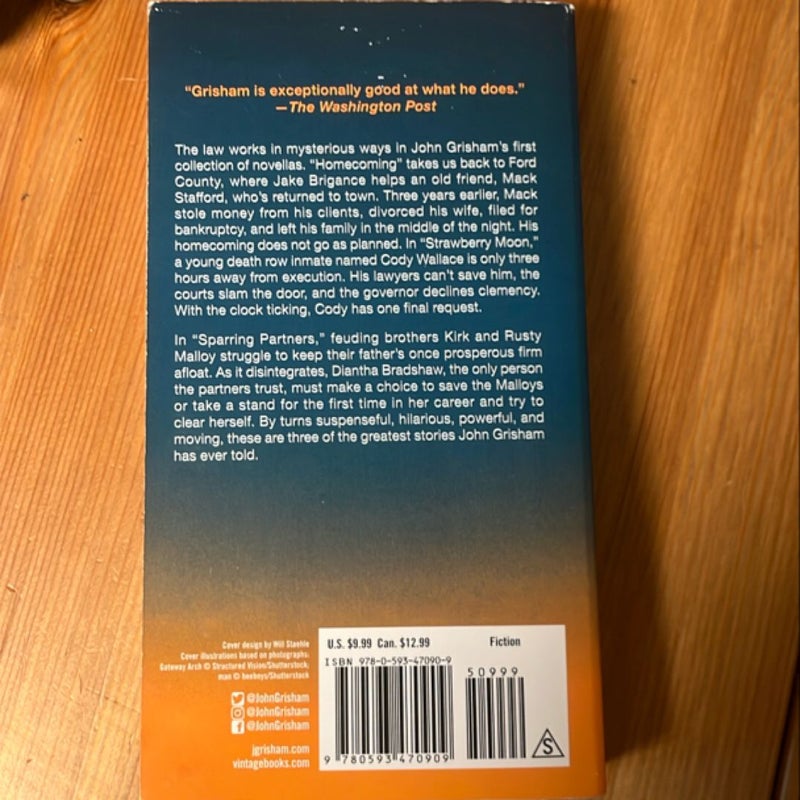 “Grisham is exceptionally good at what he does.”
—The Washington Post
The law works in mysterious ways in John Grisham’s first
collection of novellas. “Homecoming” takes us back to Ford
County, where Jake Brigance helps an old friend, Mack
Stafford, who’s returned to town. Three years earlier, Mack
stole money from his clients, divorced his wife, filed for
bankruptcy, and left his family in the middle of the night. His
homecoming does not go as planned. In “Strawberry Moon,”
a young death row inmate named Cody Wallace is only three
hours away from execution. His lawyers can’t save him, the
courts slam the door, and the governor declines clemency.
With the clock ticking, Cody has one final request.
In “Sparring Partners,” feuding brothers Kirk and Rusty
Malloy struggle to keep their father’s once prosperous firm
afloat. As it disintegrates, Diantha Bradshaw, the only person
the partners trust, must make a choice to save the Malloys
or take a stand for the first time in her career and try to
clear herself. By turns suspenseful, hilarious, powerful, and
moving, these are three of the greatest stories John Grisham
has ever told.
Cover design by Will Staehle
Cover illustrations based on photographs:
Gateway Arch © Structured Vision/Shutterstock;
man © beeboys/Shutterstock
@JohnGrisham
@JohnGrisham
@JohnGrisham
jgrisham.com
vintagebooks.com
U.S. $9.99 Can. $12.99 Fiction
ISBN 978-0-593-47090-9
50999
9 780593 470909
S